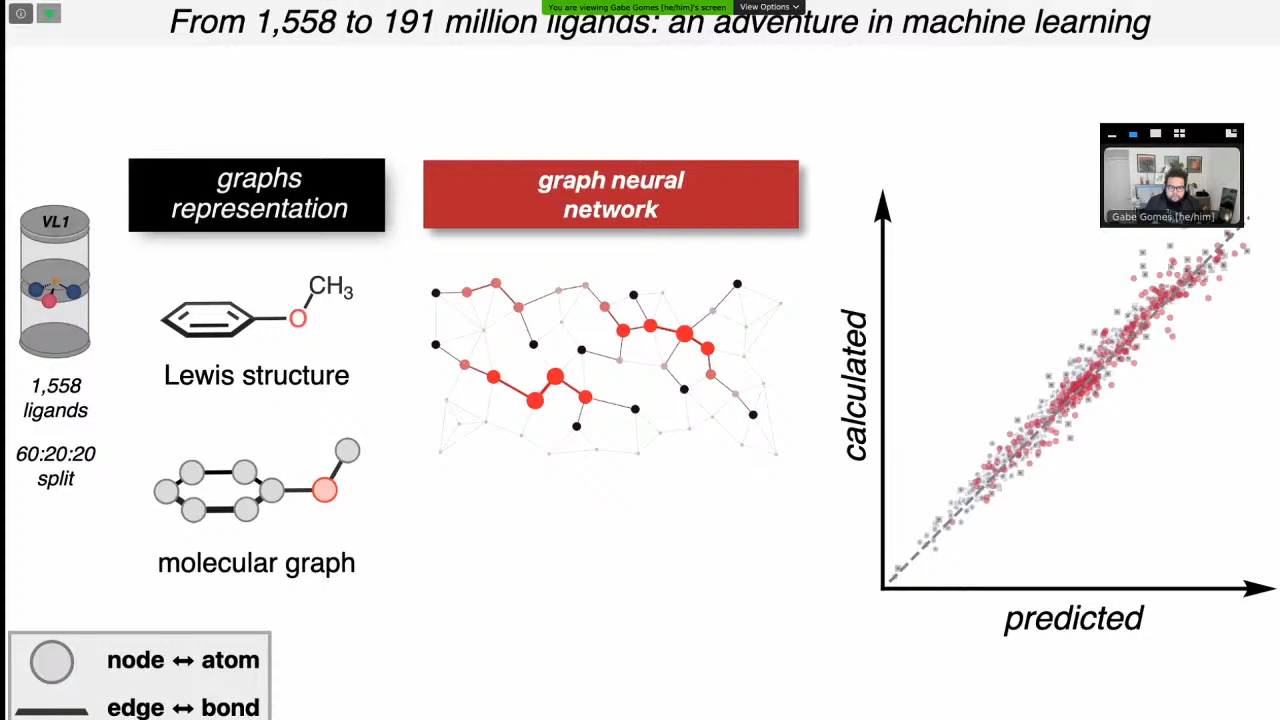 You are viewing Gabe Gomes [he/him]'s screen
View Options
From 1,558 to 191 million ligands: an adventure in machine learning
graphs
representation
graph neural
network
Gabe Gomes [he/him]
VL1
CH3
O
Lewis structure
1,558
ligands
60:20:20
split
molecular graph
calculated
predicted
node ↔ atom
edge ↔ bond